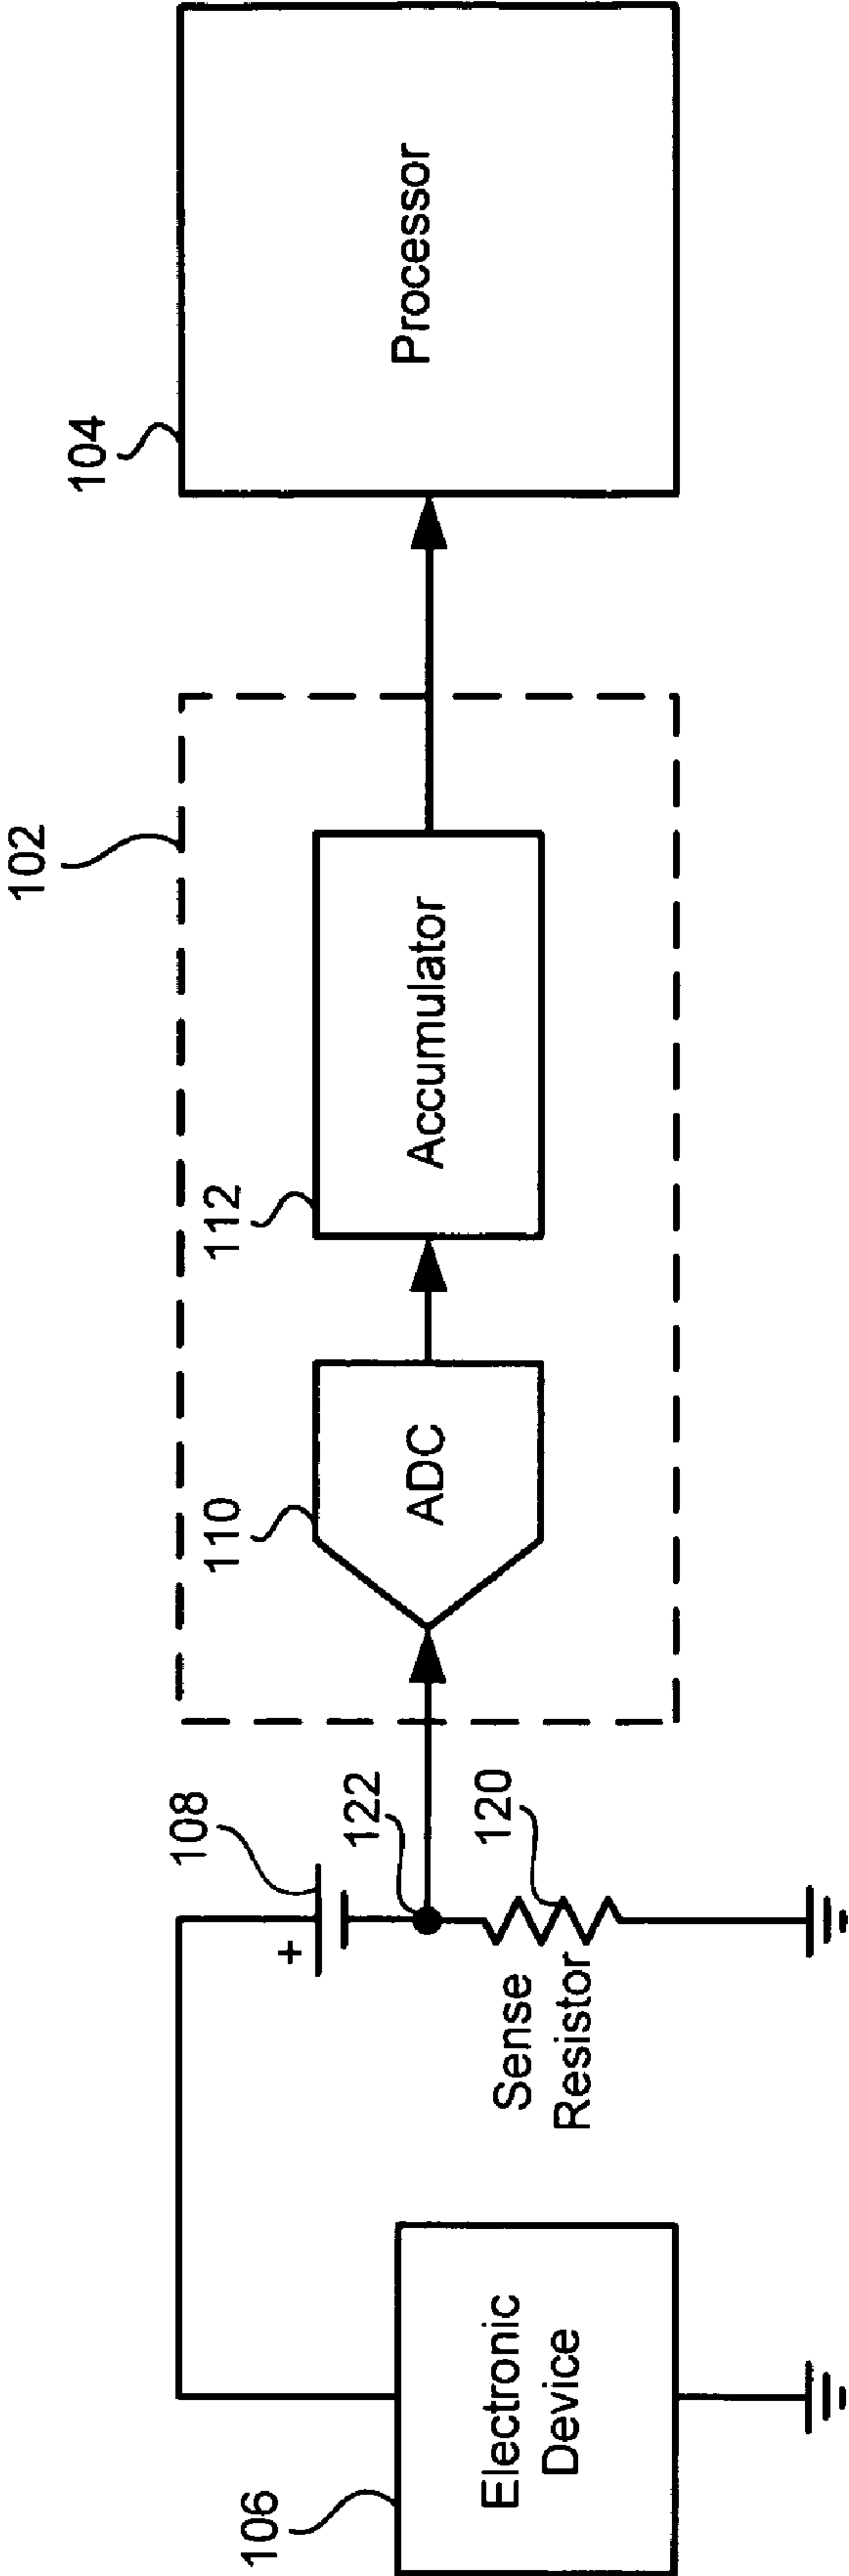 106
Electronic
Device
108
+
122
120
Sense
Resistor
102
110
ADC
112
Accumulator
104
Processor